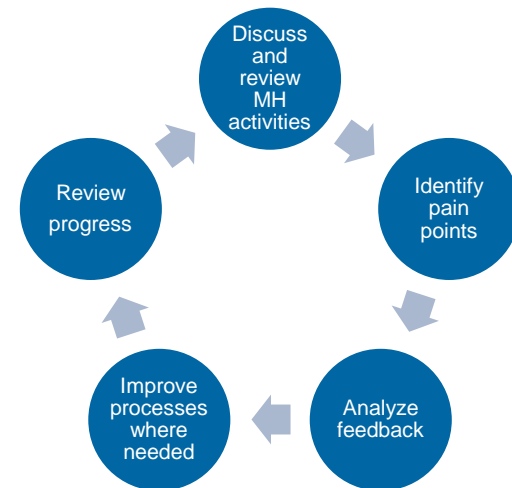 Discuss
and
review
MH
activities
Identify
pain
points
Analyze
feedback
Improve
processes
where
needed
Review
progress